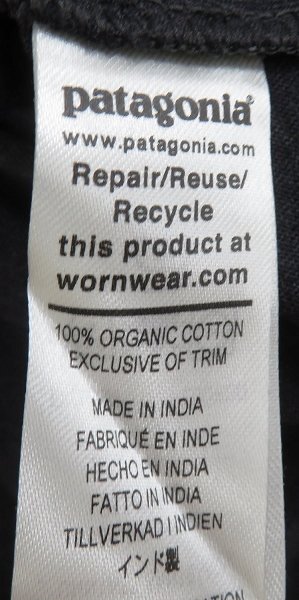 patagonia®
www.patagonia.com
Repair/Reuse/
Recycle
this product at
wornwear.com
100% ORGANIC COTTON
EXCLUSIVE OF TRIM
MADE IN INDIA
FABRIQUÉ EN INDE
HECHO EN INDIA
FATTO IN INDIA
TILLVERKAD I INDIEN
インド製